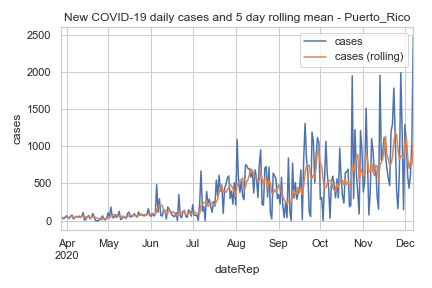 New COVID-19 daily cases and 5 day rolling mean - Puerto_Rico
cases
cases (rolling)
2500
2000
1500
1000
500
0
cases
Apr May Jun Jul Aug Sep Oct Nov Dec
2020
dateRep